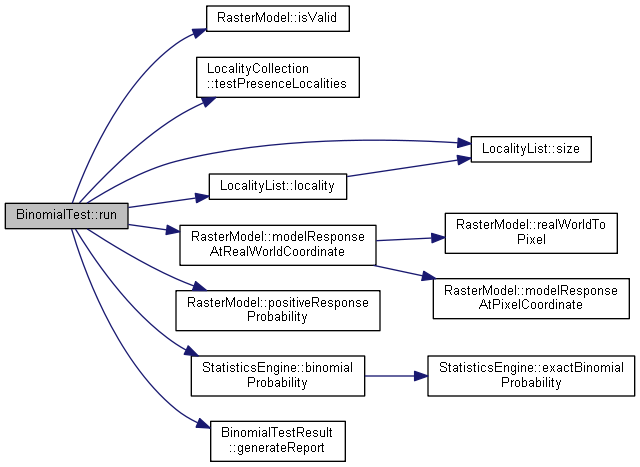 RasterModel::isValid
LocalityCollection
::testPresenceLocalities
LocalityList::size
LocalityList::locality
BinomialTest::run
RasterModel::modelResponse
AtRealWorldCoordinate
RasterModel::realWorldTo
Pixel
RasterModel::modelResponse
AtPixelCoordinate
RasterModel::positiveResponse
Probability
StatisticsEngine::binomial
Probability
StatisticsEngine::exactBinomial
Probability
BinomialTestResult
::generateReport